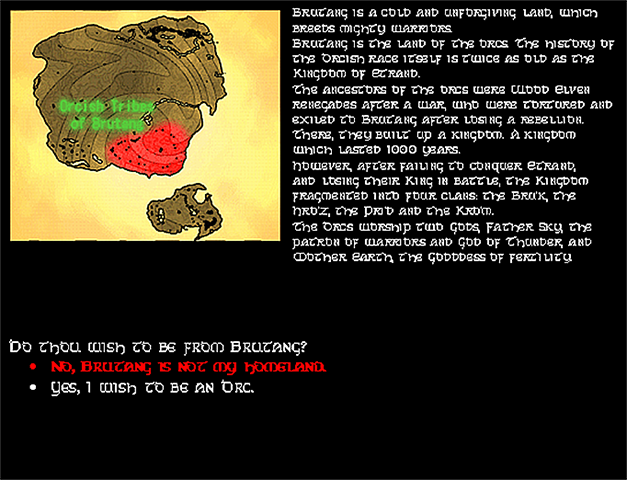 Orcish Tribes
of Brutang
Brutang is a cold and unforgiving land, which
breeds mighty warriors.
Brutang is the land of the orcs. The history of
the Orcish race itself is twice as old as the
Kingdom of Etrand.
The ancestors of the orcs were Wood Elven
renegades after a war, who were tortured and
exiled to Brutang after losing a rebellion.
There, they built up a kingdom. A kingdom
which lasted 1000 years.
However, after failing to conquer Etrand,
and losing their King in battle, the Kingdom
fragmented into four clans: the Bru'k, the
Hro'z, the Pro'd and the Kro'm.
The Orcs worship two Gods, Father Sky, the
patron of warriors and God of Thunder, and
Mother Earth, the Goddess of fertility.
Do thou wish to be from Brutang?
• No, Brutang is not my homeland.
• Yes, I wish to be an Orc.